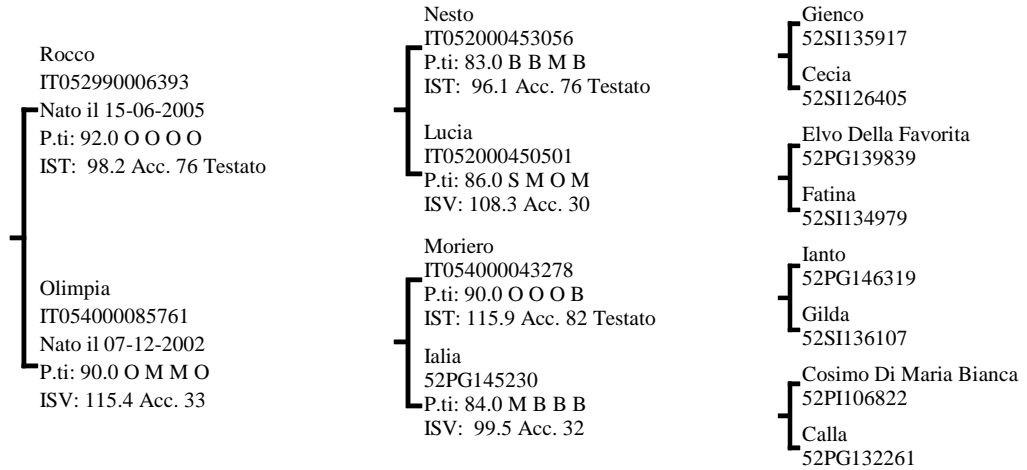 Rocco
IT052990006393
Nato il 15-06-2005
P.ti: 92.0 O O O O
IST: 98.2 Acc. 76 Testato
Olimpia
IT054000085761
Nato il 07-12-2002
P.ti: 90.0 O M M O
ISV: 115.4 Acc. 33
Nesto
IT052000453056
P.ti: 83.0 B B M B
IST: 96.1 Acc. 76 Testato
Lucia
IT052000450501
P.ti: 86.0 S M O M
ISV: 108.3 Acc. 30
Moriero
IT054000043278
P.ti: 90.0 O O O B
IST: 115.9 Acc. 82 Testato
Ialia
52PG145230
P.ti: 84.0 M B B B
ISV: 99.5 Acc. 32
Gienco
52SI135917
Cecia
52SI126405
Elvo Della Favorita
52PG139839
Fatina
52SI134979
Ianto
52PG146319
Gilda
52SI136107
Cosimo Di Maria Bianca
52PI106822
Calla
52PG132261